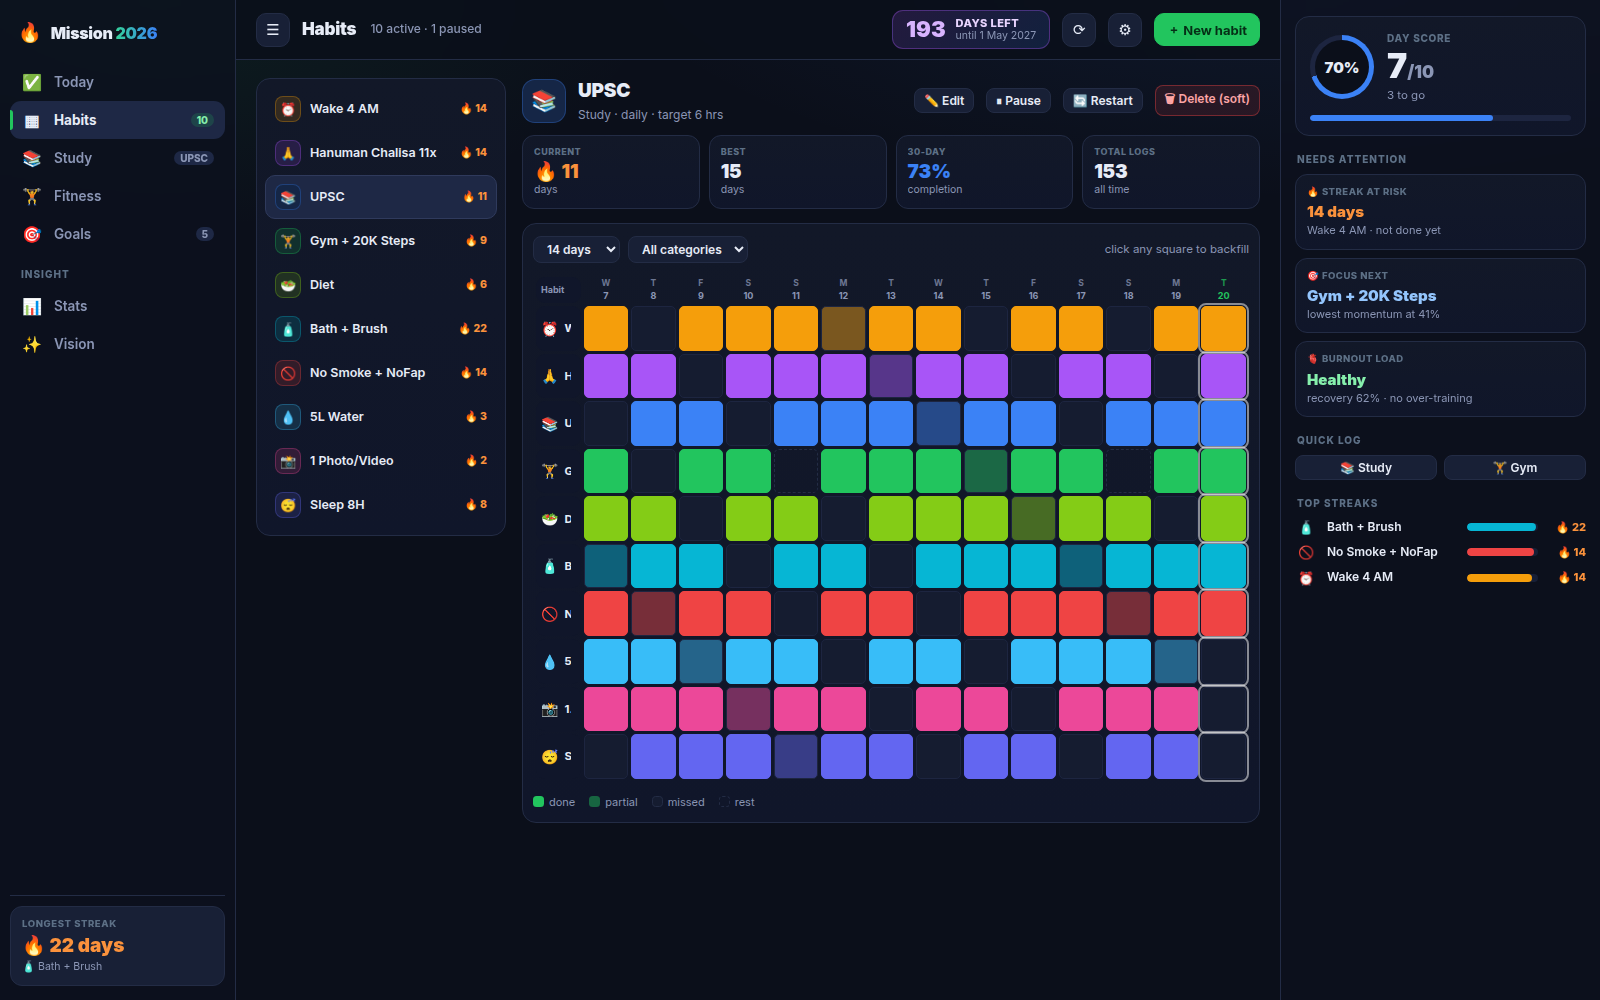 Mission 2026
Today
Habits 10
Study UPSC
Fitness
Goals 5
INSIGHT
Stats
Vision
LONGEST STREAK
22 days
Bath + Brush
Habits 10 active · 1 paused
193 DAYS LEFT
until 1 May 2027
+ New habit
Wake 4 AM 14
Hanuman Chalisa 11x 14
UPSC 11
Gym + 20K Steps 9
Diet 6
Bath + Brush 22
No Smoke + NoFap 14
5L Water 3
1 Photo/Video 2
Sleep 8H 8
UPSC
Study · daily · target 6 hrs
Edit
Pause
Restart
Delete (soft)
CURRENT
11
days
BEST
15
days
30-DAY
73%
completion
TOTAL LOGS
153
all time
14 days
All categories
click any square to backfill
W T F S S M T W T F S S M T
Habit 7 8 9 10 11 12 13 14 15 16 17 18 19 20
W
H
U
G
D
B
N
5
1
S
done partial missed rest
70%
DAY SCORE
7/10
3 to go
NEEDS ATTENTION
STREAK AT RISK
14 days
Wake 4 AM · not done yet
FOCUS NEXT
Gym + 20K Steps
lowest momentum at 41%
BURNOUT LOAD
Healthy
recovery 62% · no over-training
QUICK LOG
Study
Gym
TOP STREAKS
Bath + Brush 22
No Smoke + NoFap 14
Wake 4 AM 14